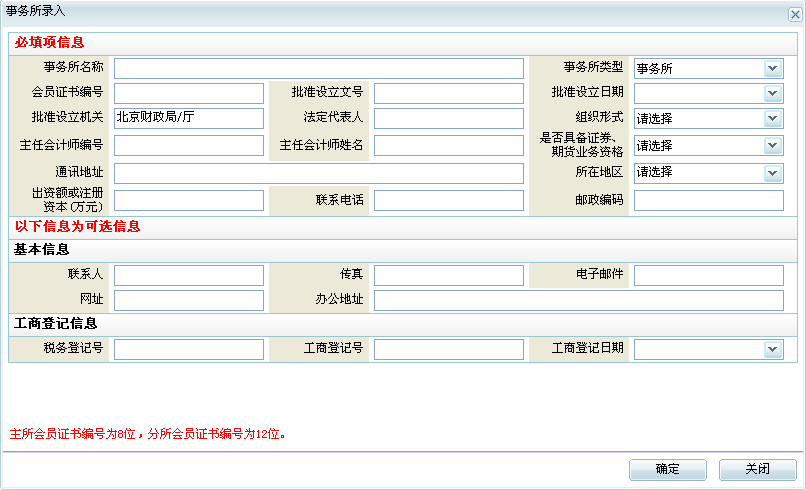 事务所录入
必填项信息
事务所名称 事务所类型 事务所
会员证书编号 批准设立文号 批准设立日期
批准设立机关 北京财政局/厅 法定代表人 组织形式 请选择
主任会计师编号 主任会计师姓名 是否具备证券、
期货业务资格 请选择
通讯地址 所在地区 请选择
出资额或注册
资本(万元) 联系电话 邮政编码
以下信息为可选信息
基本信息
联系人 传真 电子邮件
网址 办公地址
工商登记信息
税务登记号 工商登记号 工商登记日期
主所会员证书编号为8位，分所会员证书编号为12位。
确定 关闭